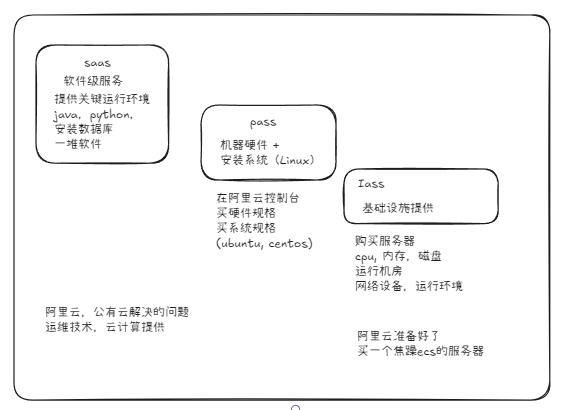 saas
软件级服务
提供关键运行环境
java, python,
安装数据库
一堆软件
pass
机器硬件 +
安装系统（Linux）
在阿里云控制台
买硬件规格
买系统规格
(ubuntu, centos)
Iass
基础设施提供
购买服务器
cpu, 内存, 磁盘
运行机房
网络设备, 运行环境
阿里云, 公有云解决的问题
运维技术, 云计算提供
阿里云准备好了
买一个焦躁ecs的服务器